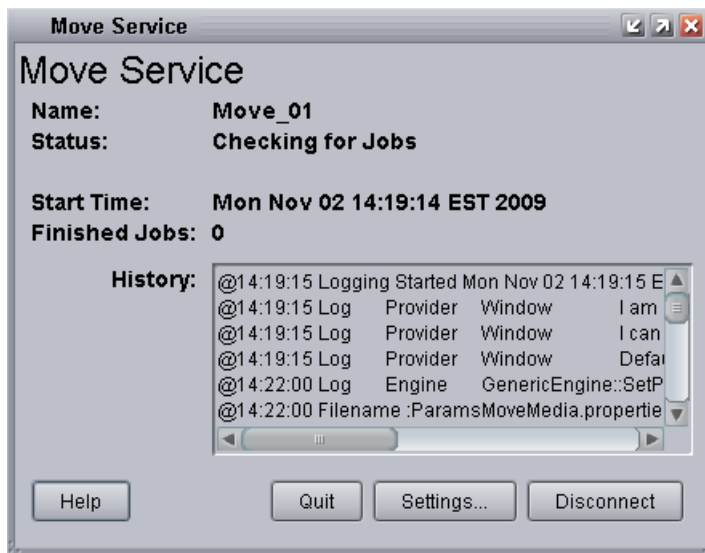 Move Service
Move Service
Name: Move_01
Status: Checking for Jobs
Start Time: Mon Nov 02 14:19:14 EST 2009
Finished Jobs: 0
History:
@14:19:15 Logging Started Mon Nov 02 14:19:15 E
@14:19:15 Log Provider Window I am
@14:19:15 Log Provider Window I can
@14:19:15 Log Provider Window Defau
@14:22:00 Log Engine GenericEngine::SetP
@14:22:00 Filename :ParamsMoveMedia.propertie
Help Quit Settings... Disconnect